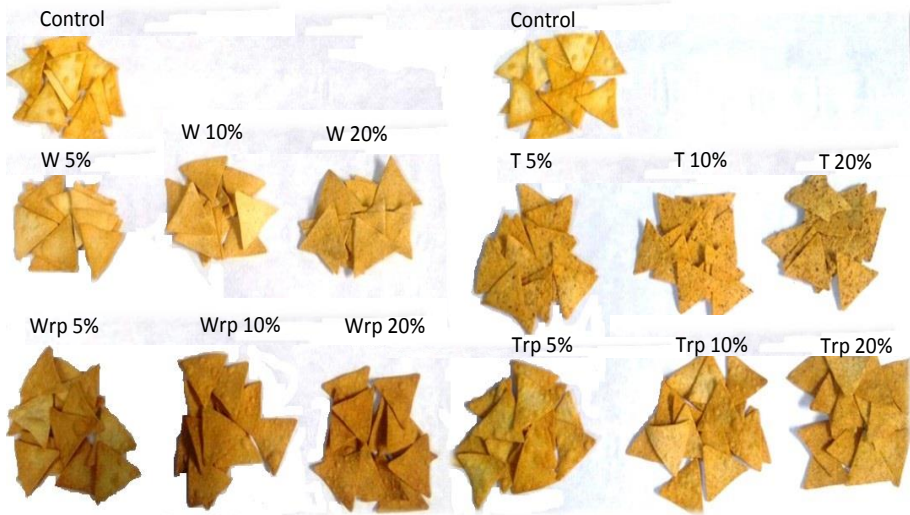 Control
Control
W 5%
W 10%
W 20%
T 5%
T 10%
T 20%
Wrp 5%
Wrp 10%
Wrp 20%
Trp 5%
Trp 10%
Trp 20%